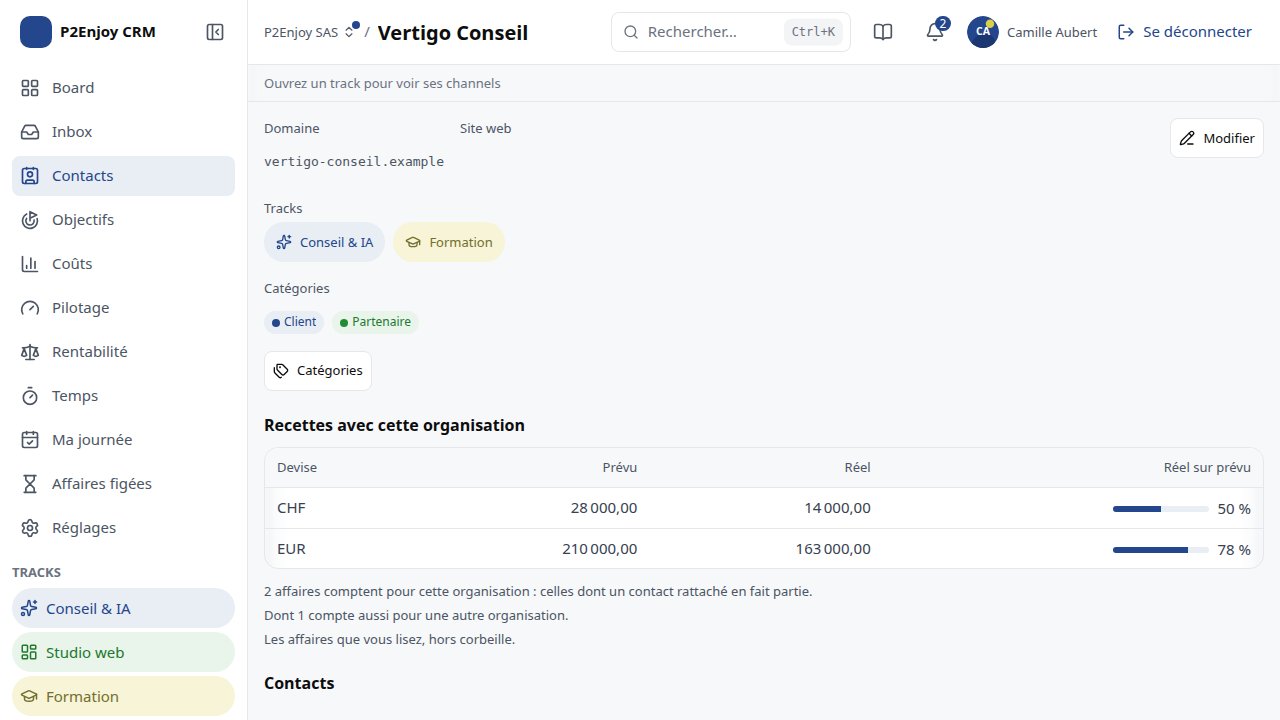 P2Enjoy CRM
P2Enjoy SAS / Vertigo Conseil
Rechercher... Ctrl+K
2
CA
Camille Aubert
Se déconnecter
Board
Inbox
Contacts
Objectifs
Coûts
Pilotage
Rentabilité
Temps
Ma journée
Affaires figées
Réglages
TRACKS
Conseil & IA
Studio web
Formation
Ouvrez un track pour voir ses channels
Domaine Site web
vertigo-conseil.example
Modifier
Tracks
Conseil & IA Formation
Catégories
Client Partenaire
Catégories
Recettes avec cette organisation
Devise Prévu Réel Réel sur prévu
CHF 28 000,00 14 000,00 50 %
EUR 210 000,00 163 000,00 78 %
2 affaires comptent pour cette organisation : celles dont un contact rattaché en fait partie.
Dont 1 compte aussi pour une autre organisation.
Les affaires que vous lisez, hors corbeille.
Contacts